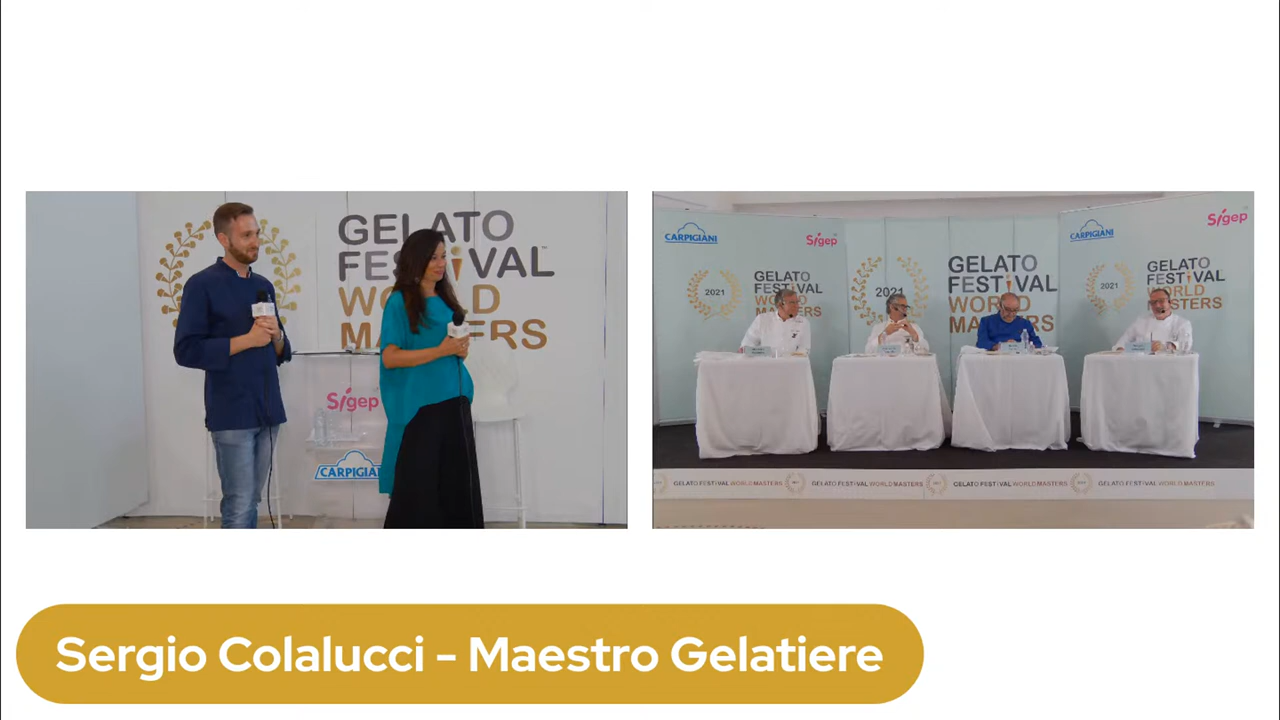 GELATO
FESTiVAL
WORLD
MASTERS
Sigep
CARPIGIANI
CARPIGIANI
Sigep
2021
GELATO
FESTiVAL
WORLD
MASTERS
2021
GELATO
FESTiVAL
WORLD
MASTERS
CARPIGIANI
Sigep
2021
GELATO
FESTiVAL
WORLD
MASTERS
GELATO FESTiVAL WORLD MASTERS
GELATO FESTiVAL WORLD MASTERS
GELATO FESTiVAL WORLD MASTERS
GELATO FESTiVAL WORLD MASTERS
Sergio Colalucci - Maestro Gelatiere